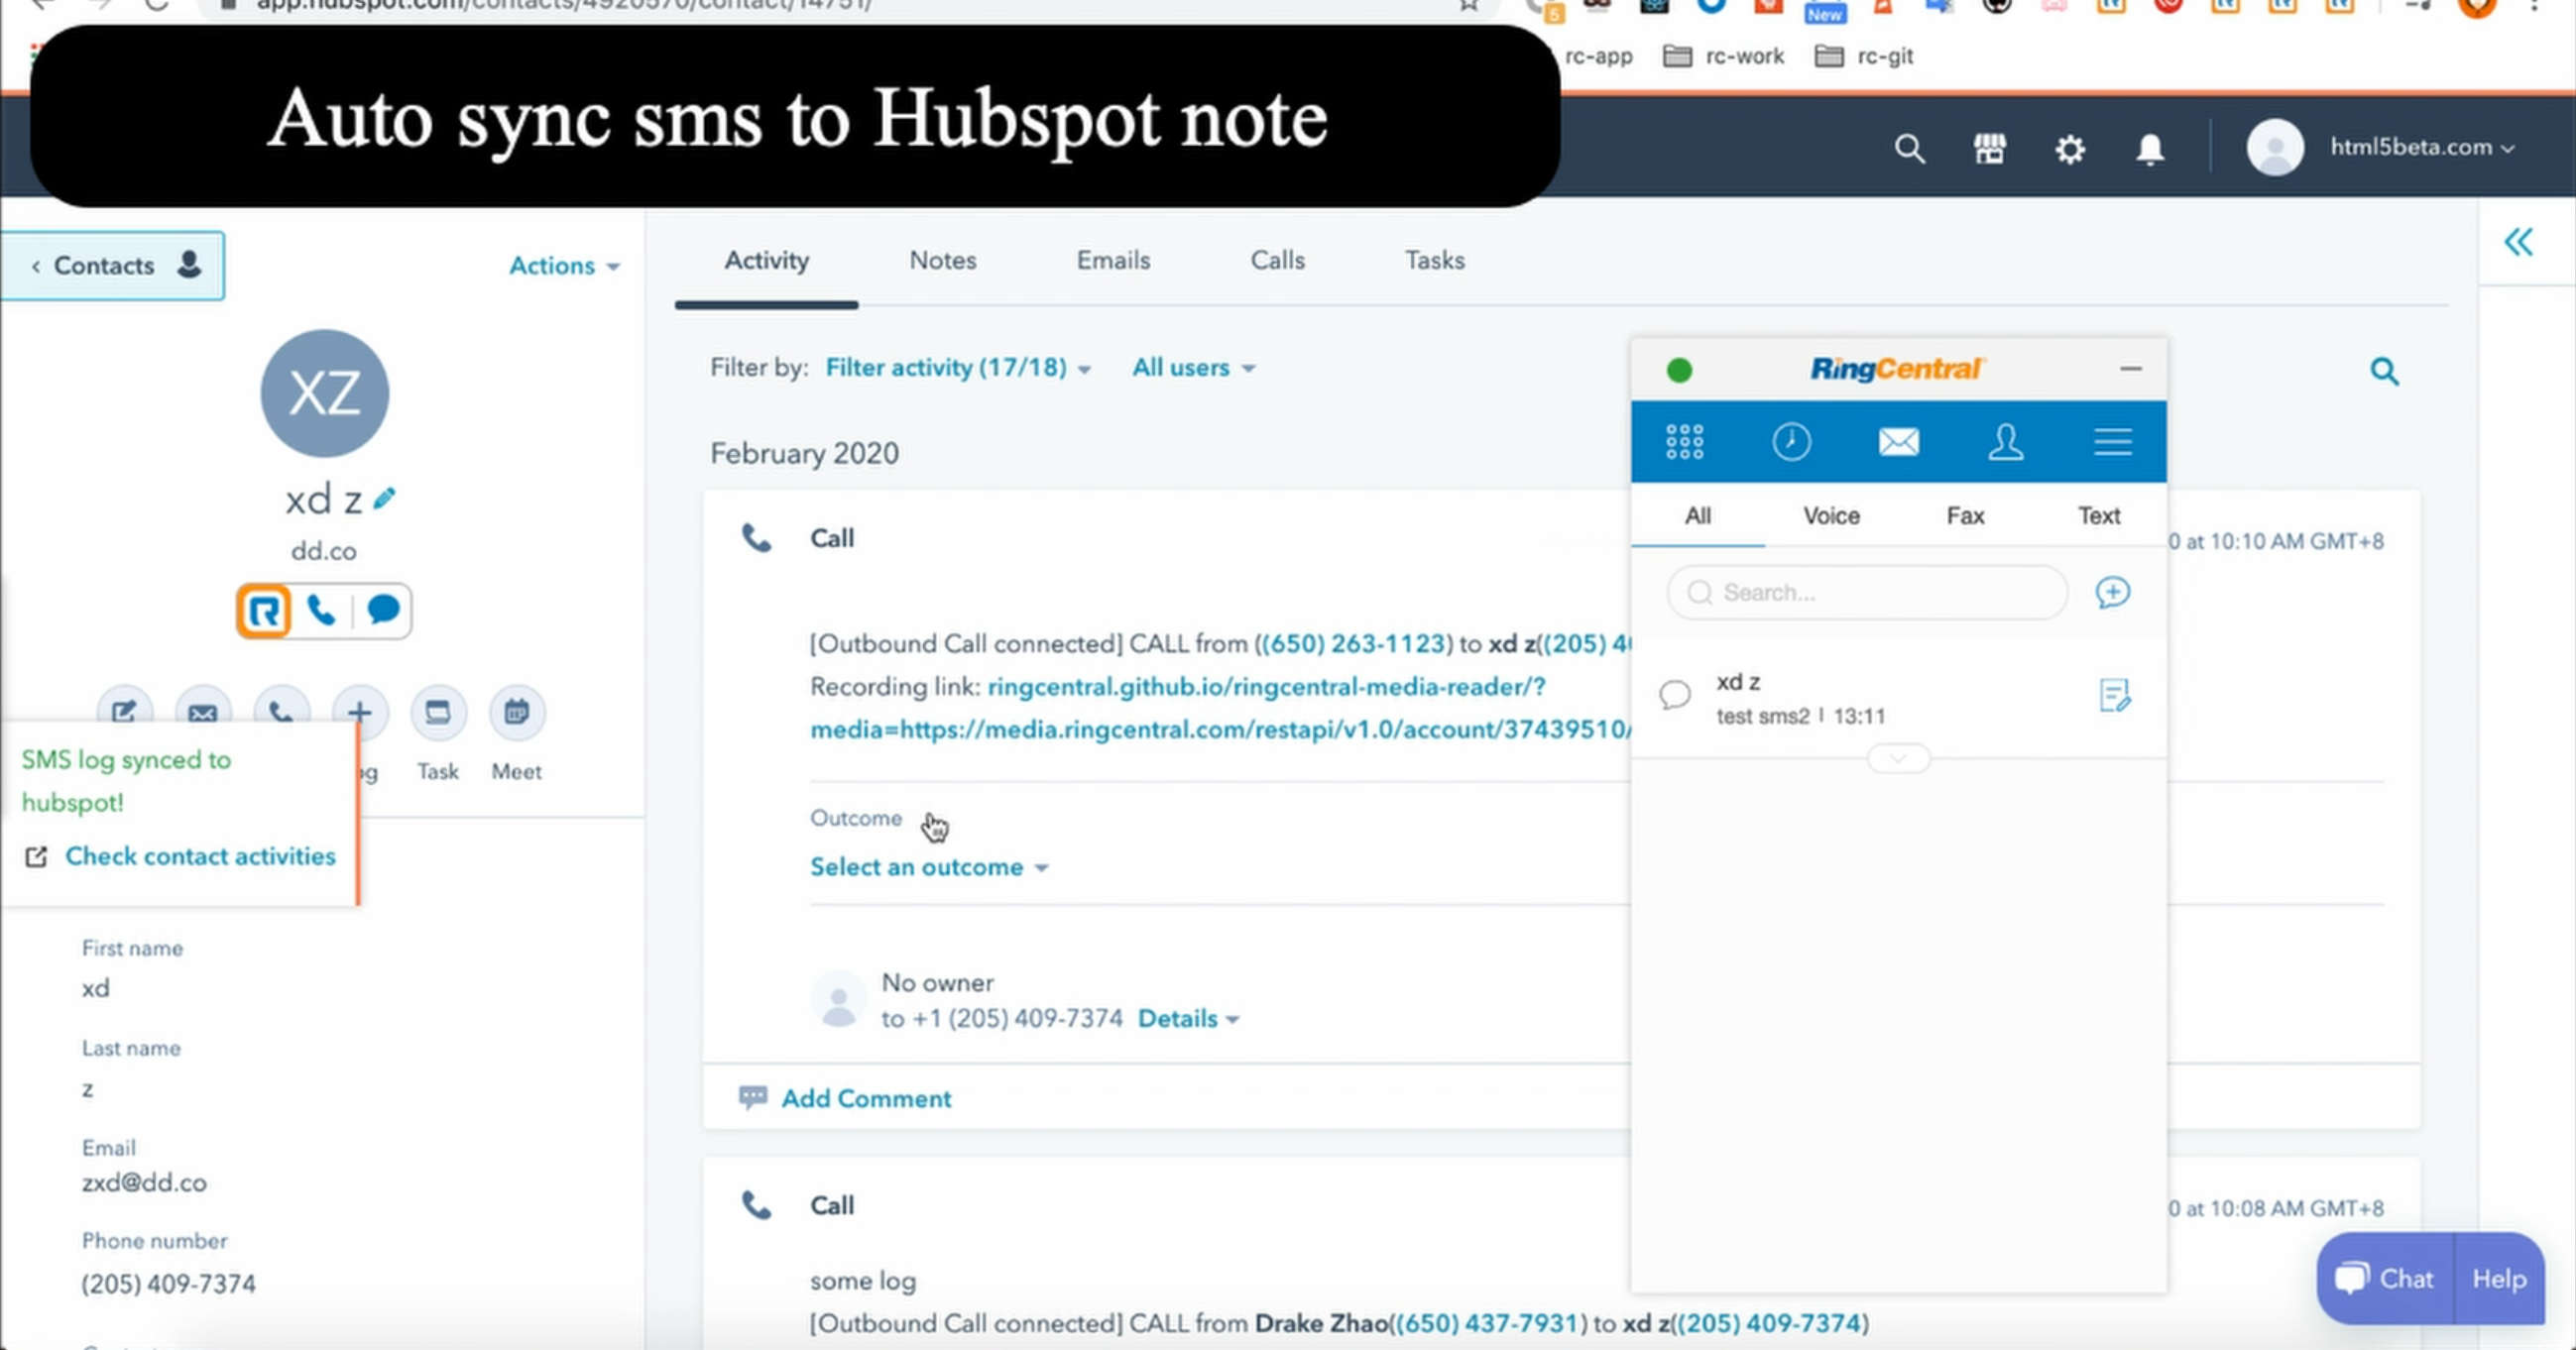 app.hubspot.com/contacts/4920570/contact/14751/
5
New
rc-app
rc-work
rc-git
Auto sync sms to Hubspot note
html5beta.com
Contacts
Actions
XZ
xd z
dd.co
SMS log synced to
hubspot!
Check contact activities
Task
Meet
First name
xd
Last name
z
Email
zxd@dd.co
Phone number
(205) 409-7374
Activity
Notes
Emails
Calls
Tasks
Filter by: Filter activity (17/18)
All users
February 2020
Call
0 at 10:10 AM GMT+8
[Outbound Call connected] CALL from ((650) 263-1123) to xd z((205) 4
Recording link: ringcentral.github.io/ringcentral-media-reader/?
media=https://media.ringcentral.com/restapi/v1.0/account/37439510/
Outcome
Select an outcome
No owner
to +1 (205) 409-7374 Details
Add Comment
Call
0 at 10:08 AM GMT+8
some log
[Outbound Call connected] CALL from Drake Zhao((650) 437-7931) to xd z((205) 409-7374)
RingCentral
All
Voice
Fax
Text
Search...
xd z
test sms2 | 13:11
Chat
Help